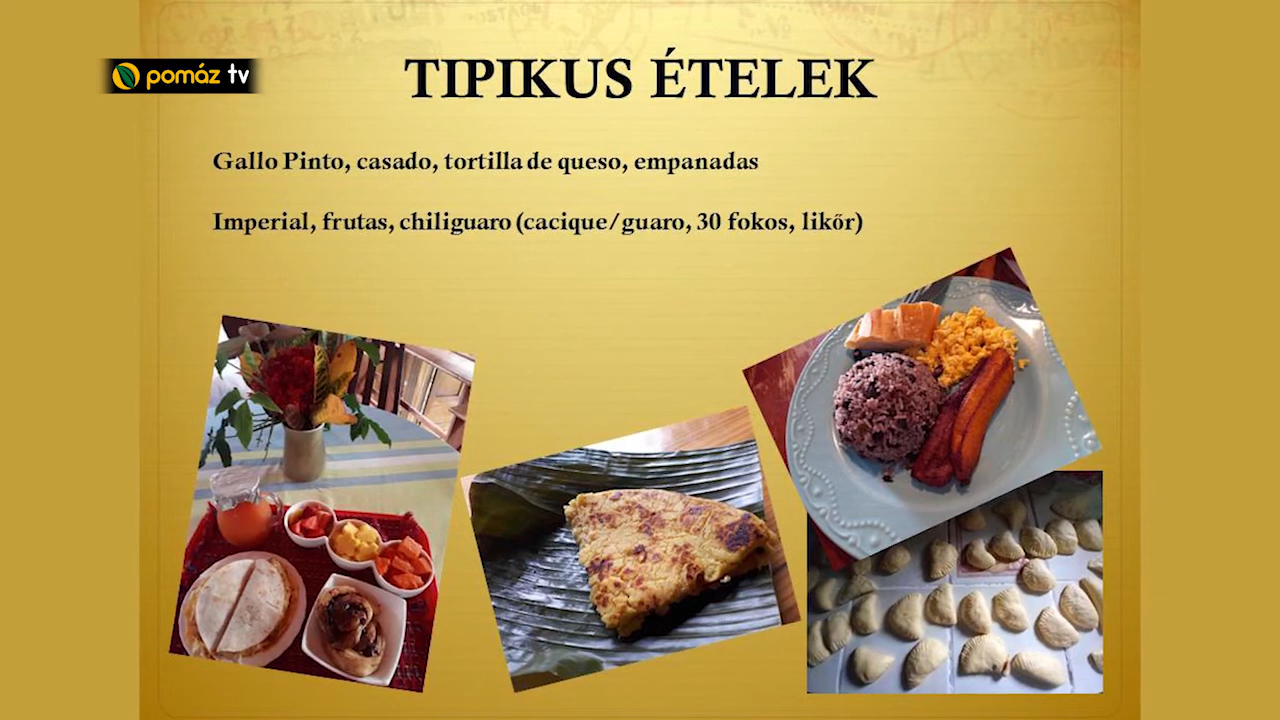 pomáz tv
TIPIKUS ÉTELEK
Gallo Pinto, casado, tortilla de queso, empanadas
Imperial, frutas, chiliguaro (cacique/guaro, 30 fokos, likőr)